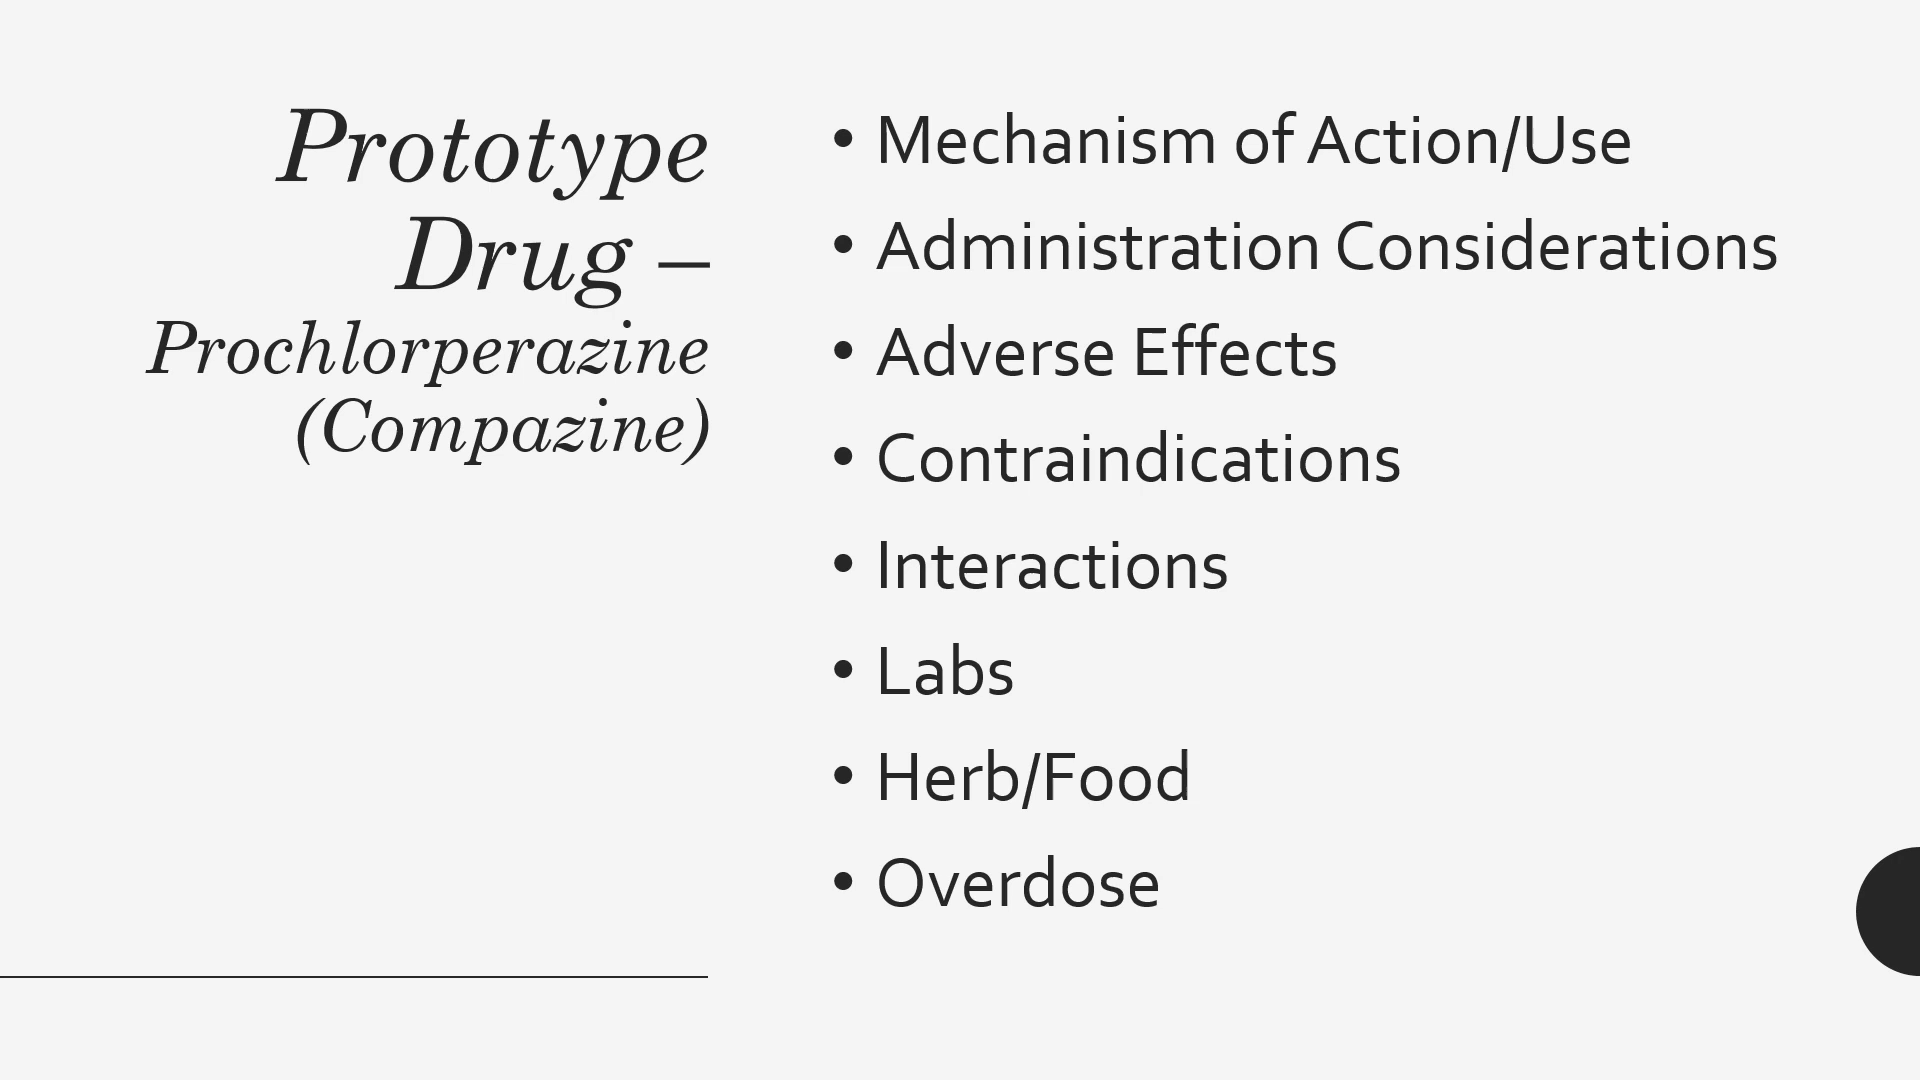 Prototype
Drug –
Prochlorperazine
(Compazine)
• Mechanism of Action/Use
• Administration Considerations
• Adverse Effects
• Contraindications
• Interactions
• Labs
• Herb/Food
• Overdose